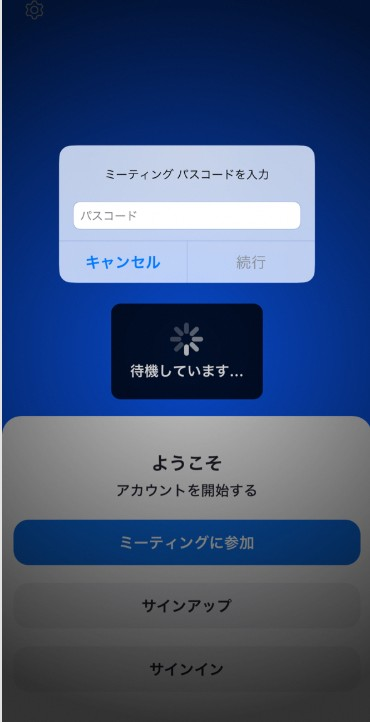 ミーティング パスコードを入力
パスコード
キャンセル
続行
待機しています...
ようこそ
アカウントを開始する
ミーティングに参加
サインアップ
サインイン